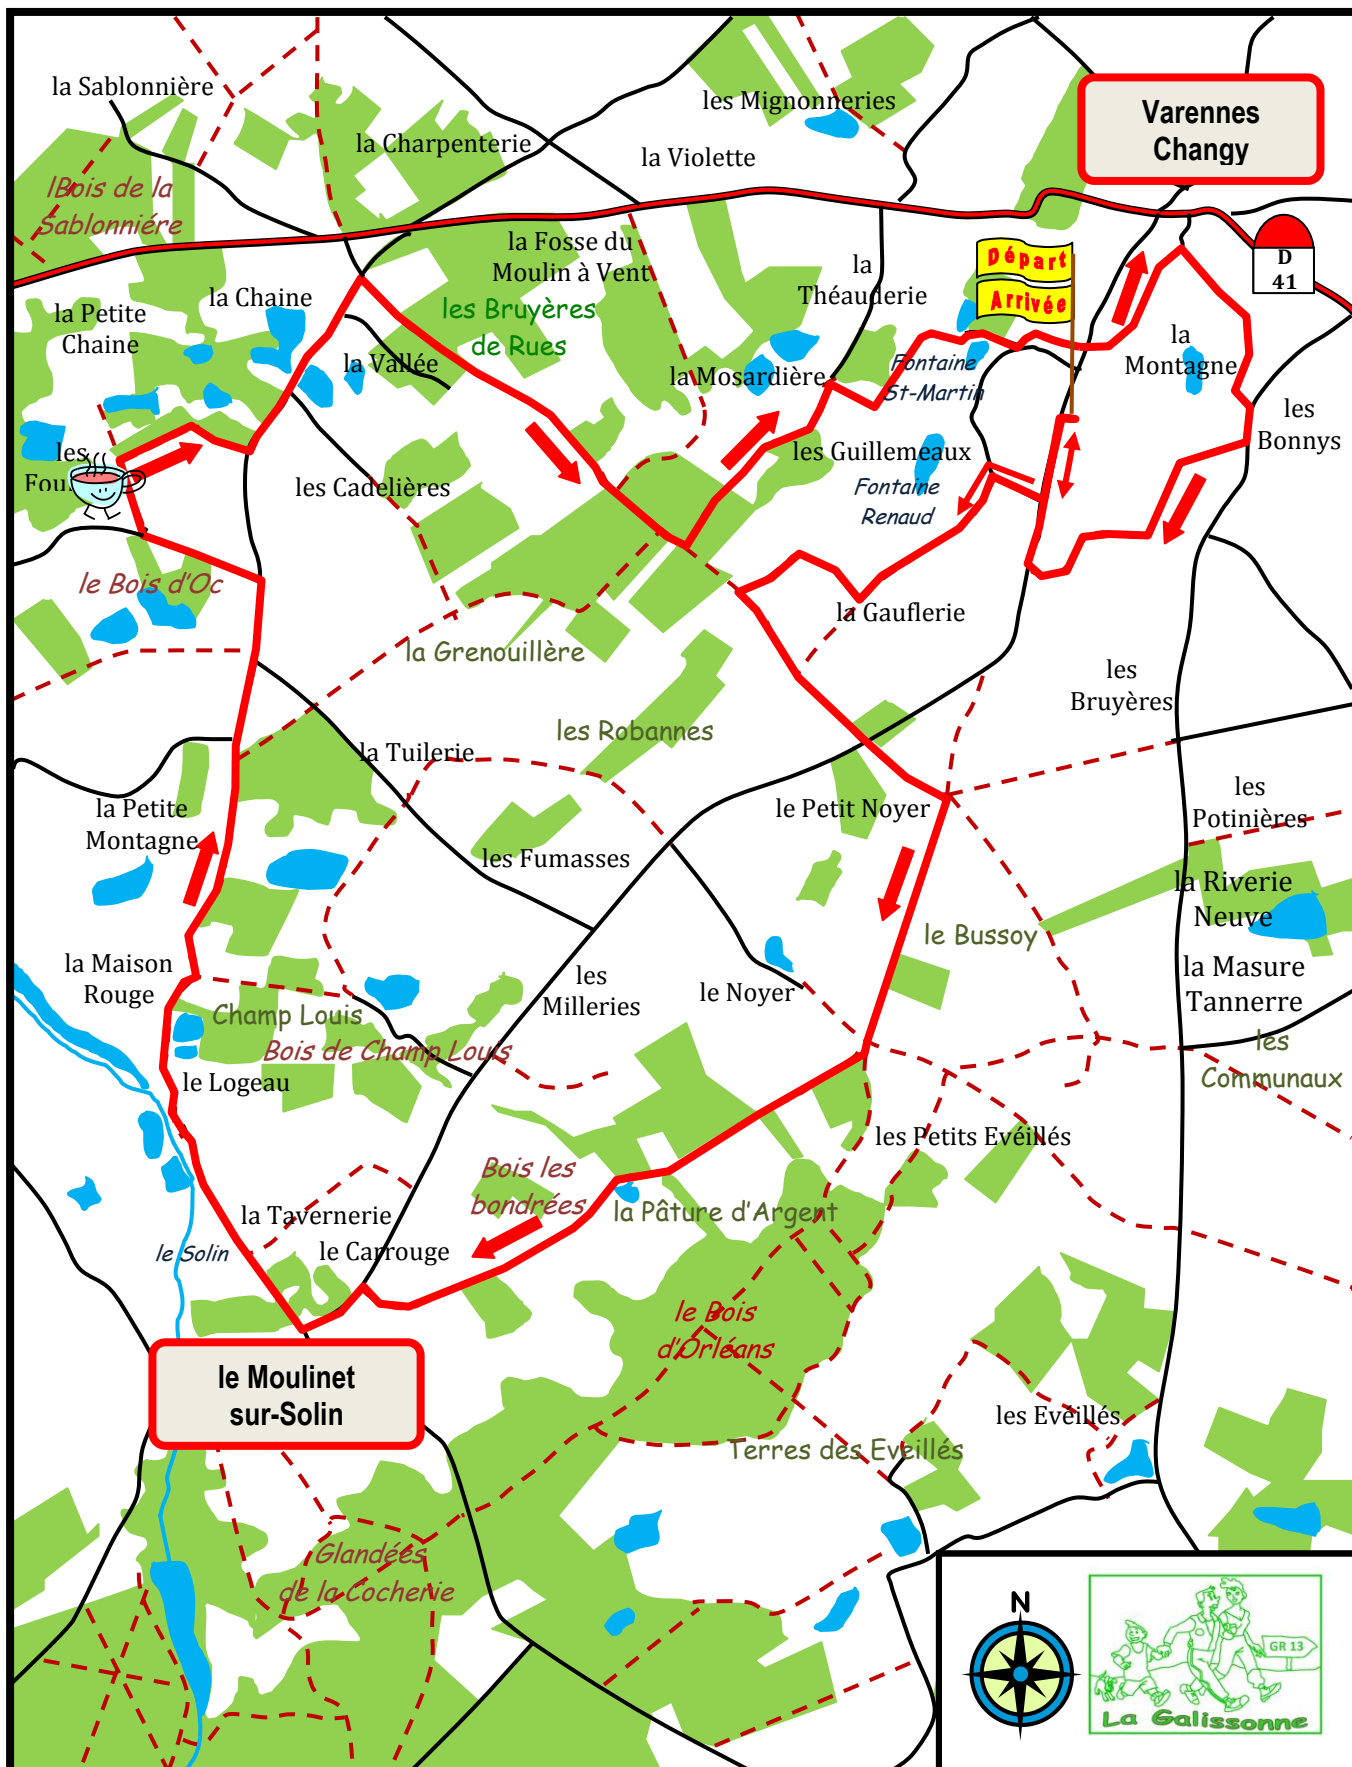 la Sablonnière
les Mignonneries
Varennes
Changy
la Charpenterie
la Violette
lBois de la
Sablonniére
la Fosse du
Moulin à Vent
Départ
Arrivée
D
41
la
Théauderie
la Chaine
la Petite
Chaine
les Bruyères
de Rues
la
Montagne
la Vallée
la Mosardière
Fontaine
St-Martin
les
Bonnys
les
les Guillemeaux
les Cadelières
Fontaine
Renaud
le Bois d'Oc
la Gauflerie
la Grenouillère
les
Bruyères
les Robannes
la Tuilerie
la Petite
Montagne
le Petit Noyer
les
Potinières
les Fumasses
la Riverie
Neuve
le Bussoy
la Maison
Rouge
les
Milleries
le Noyer
la Masure
Tannerre
Champ Louis
Bois de Champ Louis
les
Communaux
le Logeau
les Petits Evéillés
Bois les
bondrées
la Tavernerie
la Pâture d'Argent
le Solin
le Carrouge
le Bois
d'Orléans
le Moulinet
sur-Solin
les Evéillés
Terres des Eveillés
Glandées
de la Cocherie
N
GR 13
La Galissonne